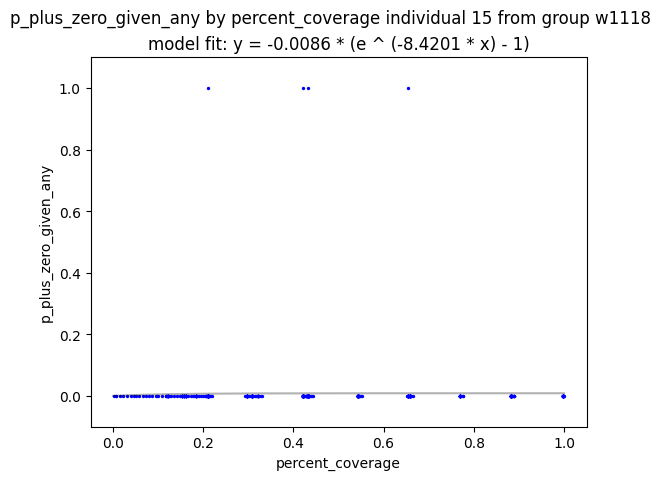 p_plus_zero_given_any by percent_coverage individual 15 from group w1118
model fit: y = -0.0086 * (e ^ (-8.4201 * x) - 1)
1.0
0.8
0.6
0.4
0.2
0.0
p_plus_zero_given_any
0.0 0.2 0.4 0.6 0.8 1.0
percent_coverage